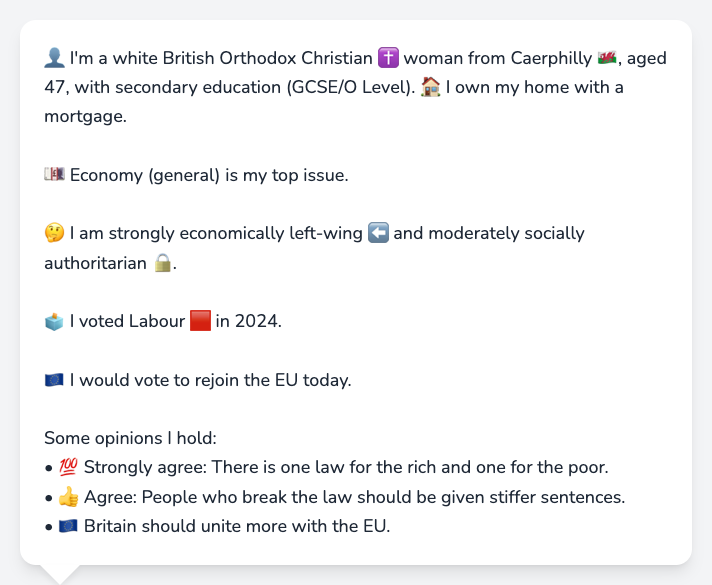 👤 I'm a white British Orthodox Christian ✝️ woman from Caerphilly 🏴󠁧󠁢󠁷󠁬󠁳󠁿, aged
47, with secondary education (GCSE/O Level). 🏠 I own my home with a
mortgage.
💷 Economy (general) is my top issue.
🤔 I am strongly economically left-wing ⬅️ and moderately socially
authoritarian 🔒.
🗳️ I voted Labour 🟥 in 2024.
🇪🇺 I would vote to rejoin the EU today.
Some opinions I hold:
• 💯 Strongly agree: There is one law for the rich and one for the poor.
• 👍 Agree: People who break the law should be given stiffer sentences.
• 🇪🇺 Britain should unite more with the EU.